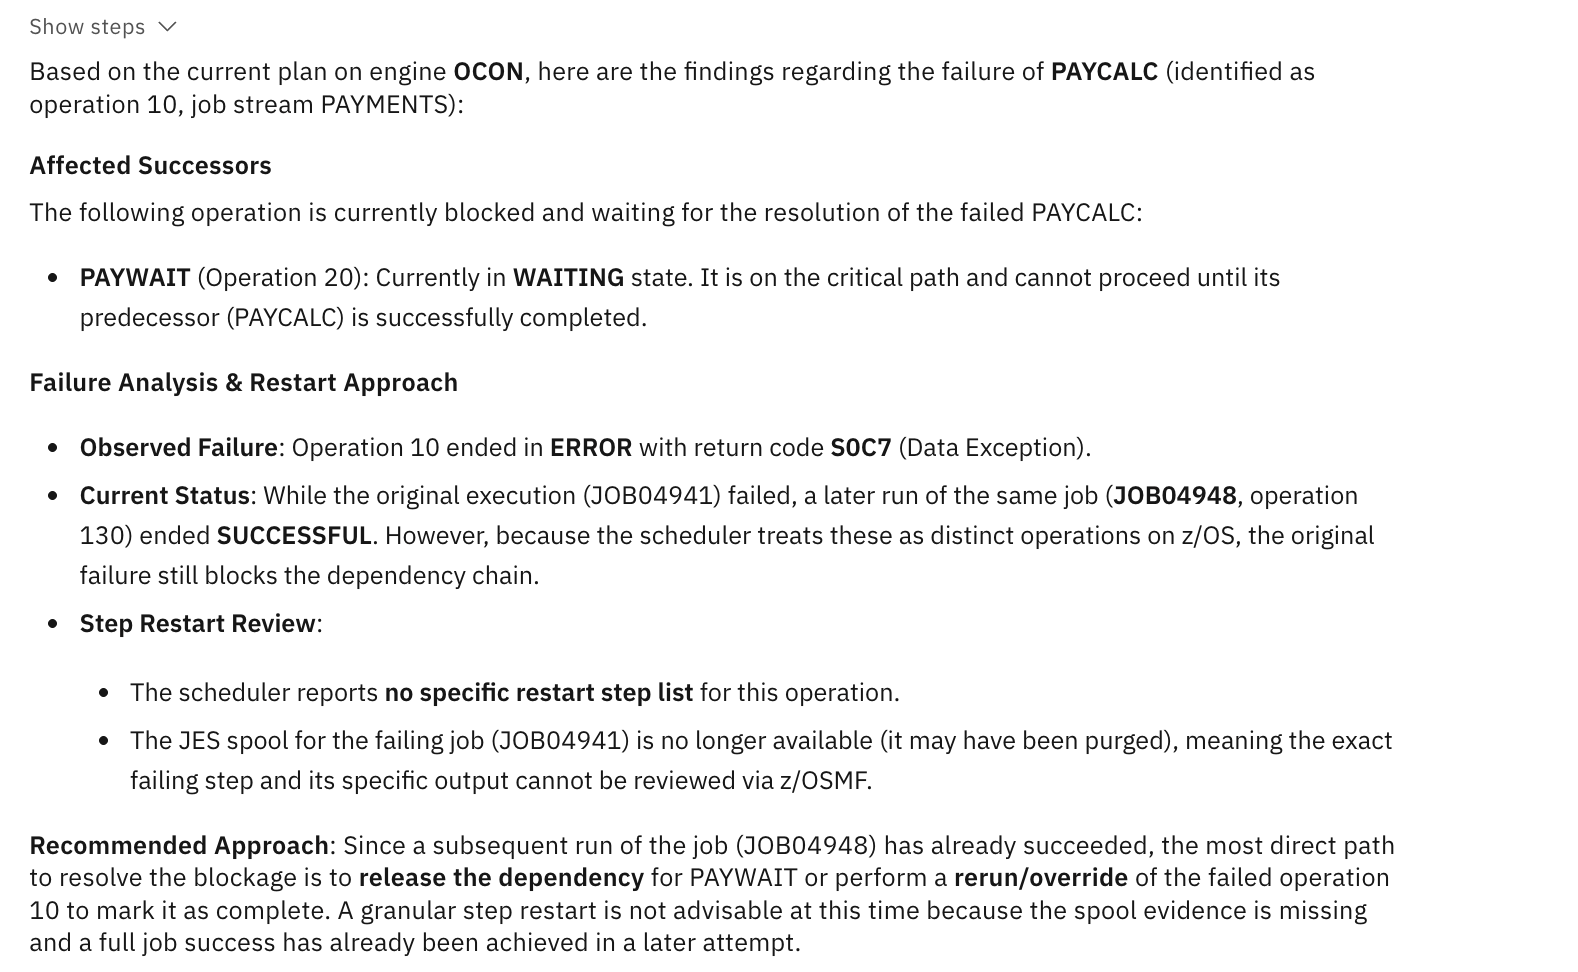 Show steps
Based on the current plan on engine OCON, here are the findings regarding the failure of PAYCALC (identified as
operation 10, job stream PAYMENTS):
Affected Successors
The following operation is currently blocked and waiting for the resolution of the failed PAYCALC:
• PAYWAIT (Operation 20): Currently in WAITING state. It is on the critical path and cannot proceed until its
predecessor (PAYCALC) is successfully completed.
Failure Analysis & Restart Approach
• Observed Failure: Operation 10 ended in ERROR with return code S0C7 (Data Exception).
• Current Status: While the original execution (JOB04941) failed, a later run of the same job (JOB04948, operation
130) ended SUCCESSFUL. However, because the scheduler treats these as distinct operations on z/OS, the original
failure still blocks the dependency chain.
• Step Restart Review:
• The scheduler reports no specific restart step list for this operation.
• The JES spool for the failing job (JOB04941) is no longer available (it may have been purged), meaning the exact
failing step and its specific output cannot be reviewed via z/OSMF.
Recommended Approach: Since a subsequent run of the job (JOB04948) has already succeeded, the most direct path
to resolve the blockage is to release the dependency for PAYWAIT or perform a rerun/override of the failed operation
10 to mark it as complete. A granular step restart is not advisable at this time because the spool evidence is missing
and a full job success has already been achieved in a later attempt.